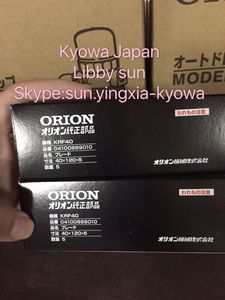 オートド
MODE
Kyowa Japan
Libby sun
Skype:sun.yingxia-kyowa
ORION
オリオン純正部品
機種 KRF40
品番 04100889010
品名 ブレード
寸法 40×120×5
数量 5
われもの注意
オリオン機械株式会社
ORION
オリオン純正部品
機種 KRF40
品番 04100889010
品名 ブレード
寸法 40×120×5
数量 5
われもの注意
オリオン機械株式会社